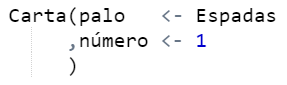 Carta(palo   <- Espadas
     ,número <- 1
     )